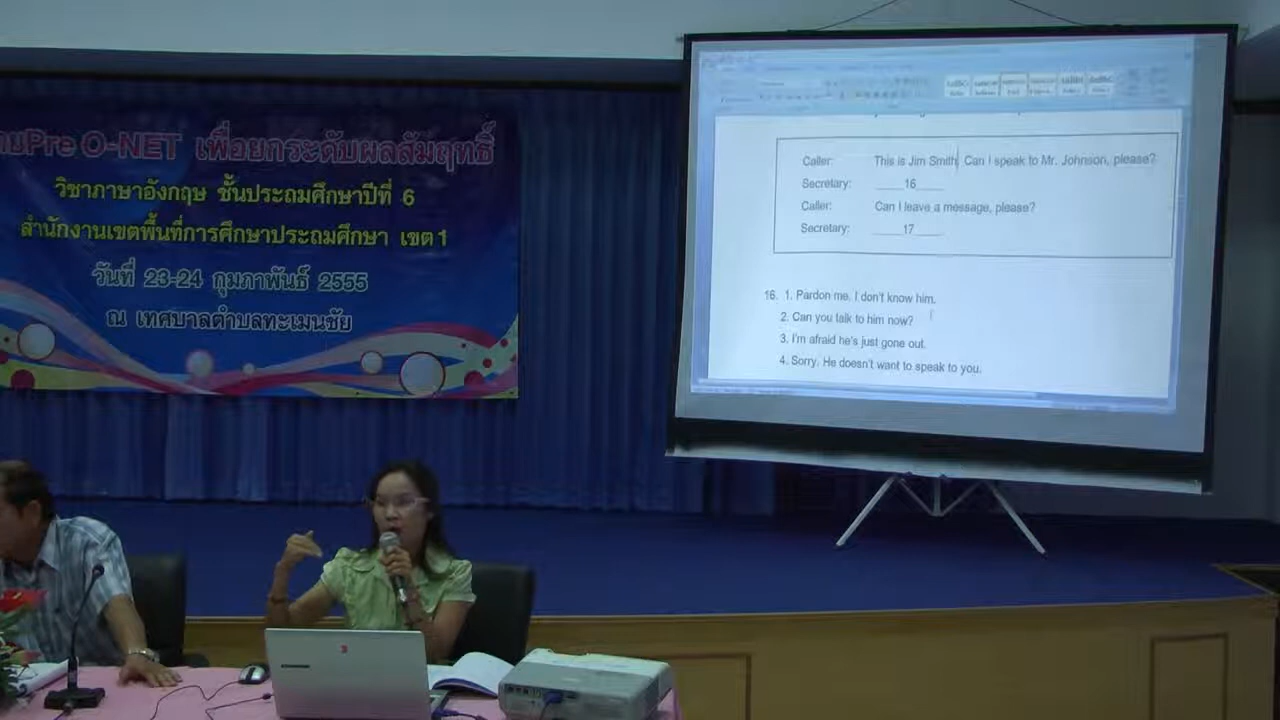 Pre O-NET เพื่อยกระดับผลสัมฤทธิ์
วิชาภาษาอังกฤษ ชั้นประถมศึกษาปีที่ 6
สำนักงานเขตพื้นที่การศึกษาประถมศึกษา เขต 1
วันที่ 23-24 กุมภาพันธ์ 2555
ณ เทศบาลตำบลทะเมนชัย
Caller: This is Jim Smith Can I speak to Mr. Johnson, please?
Secretary: ____16____
Caller: Can I leave a message, please?
Secretary: ____17____
16. 1. Pardon me, I don't know him.
2. Can you talk to him now?
3. I'm afraid he's just gone out.
4. Sorry. He doesn't want to speak to you.
3